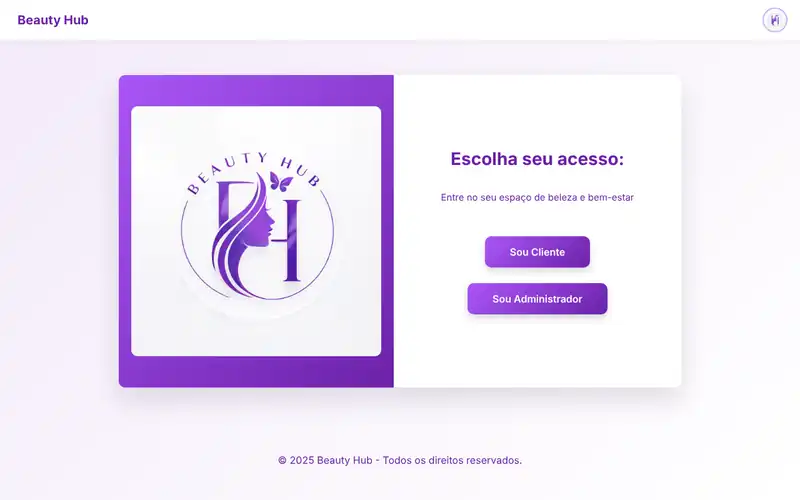 Beauty Hub
BEAUTY HUB
Escolha seu acesso:
Entre no seu espaço de beleza e bem-estar
Sou Cliente
Sou Administrador
© 2025 Beauty Hub - Todos os direitos reservados.